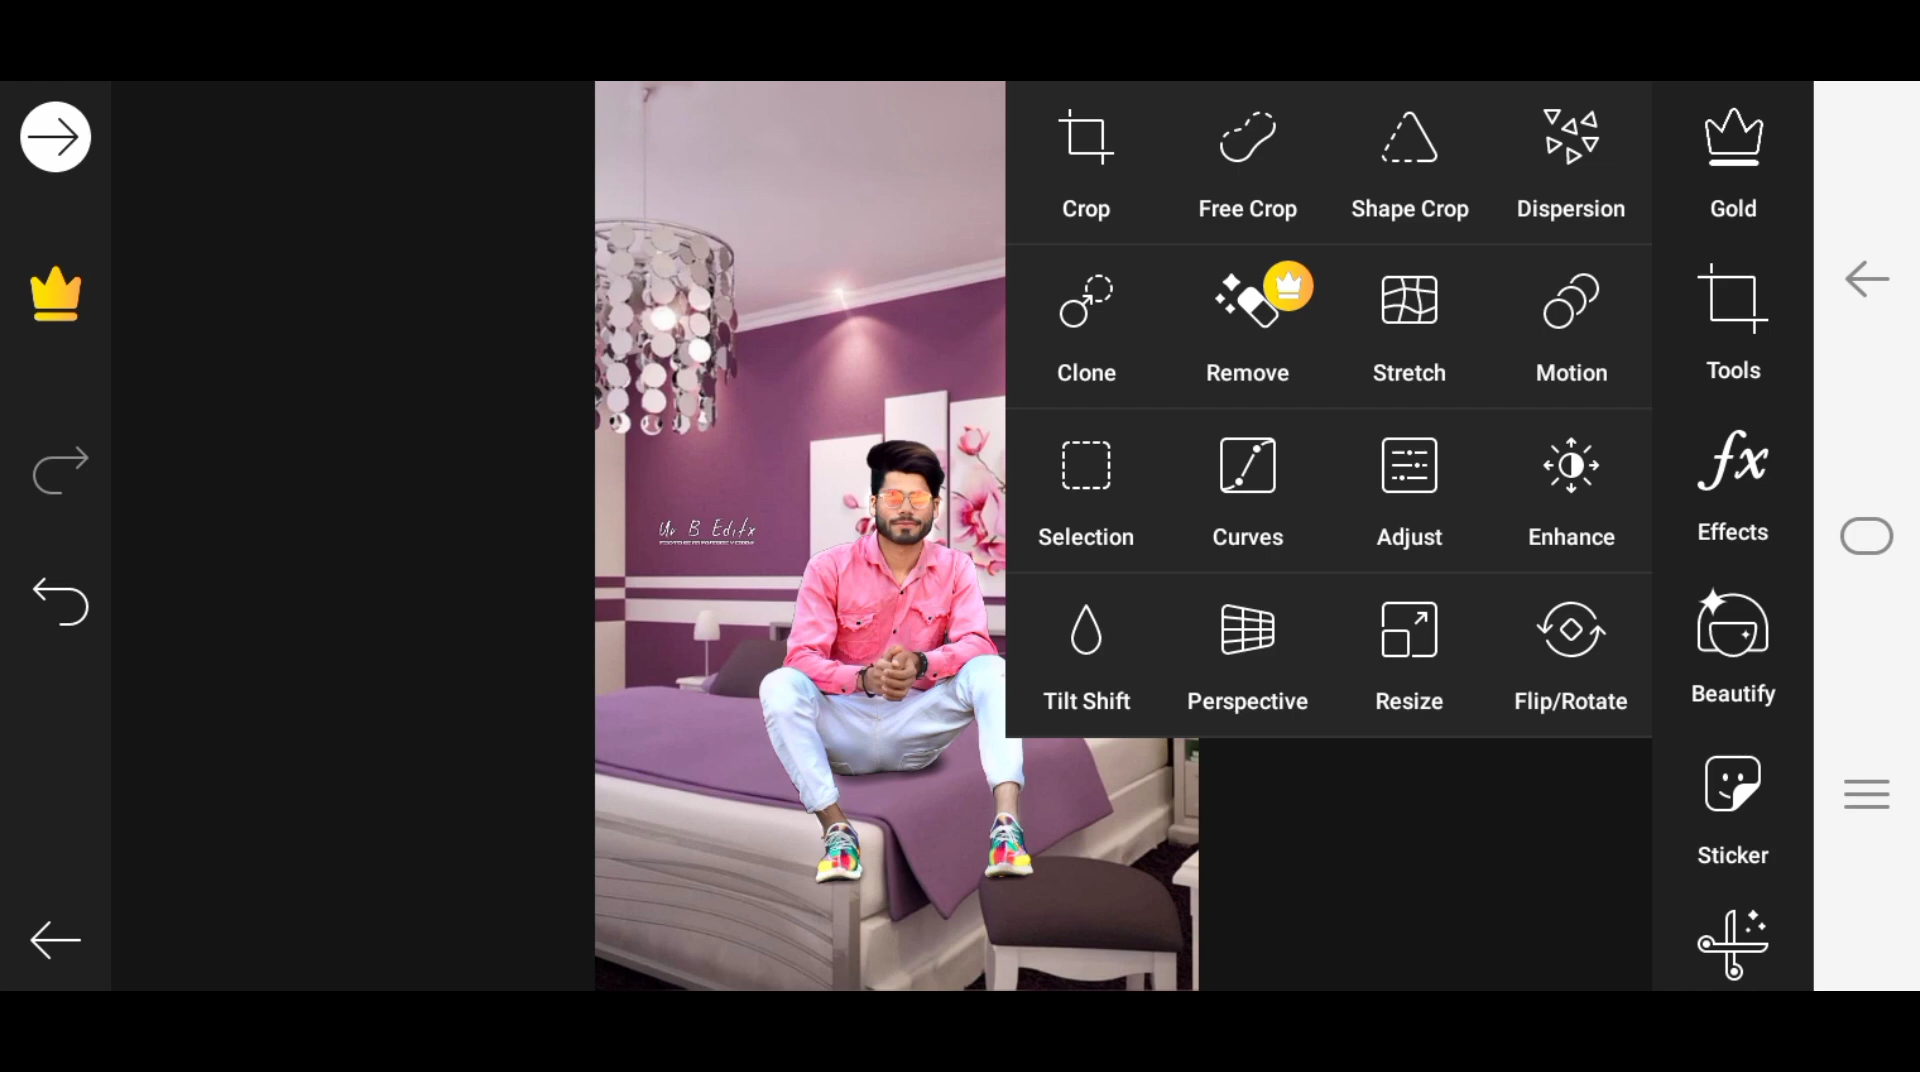 Crop Free Crop Shape Crop Dispersion Gold
Clone Remove Stretch Motion Tools
Selection Curves Adjust Enhance Effects
Tilt Shift Perspective Resize Flip/Rotate Beautify
Sticker
B Editx